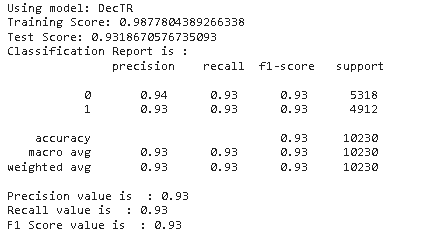 Using model: DecTR
Training Score: 0.9877804389266338
Test Score: 0.9318670576735093
Classification Report is :
precision recall f1-score support
0 0.94 0.93 0.93 5318
1 0.93 0.93 0.93 4912
accuracy 0.93 10230
macro avg 0.93 0.93 0.93 10230
weighted avg 0.93 0.93 0.93 10230
Precision value is : 0.93
Recall value is : 0.93
F1 Score value is : 0.93